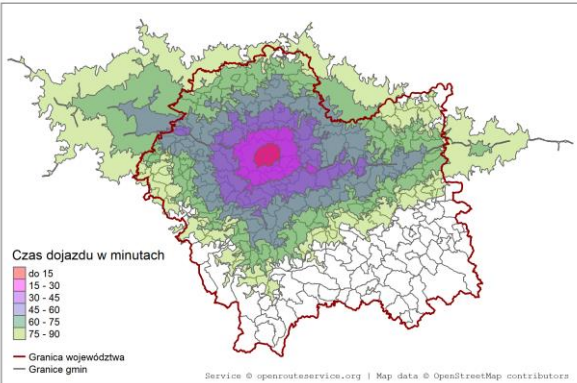 Czas dojazdu w minutach
do 15
15 - 30
30 - 45
45 - 60
60 - 75
75 - 90
Granica województwa
Granice gmin
Service © openrouteservice.org | Map data © OpenStreetMap contributors